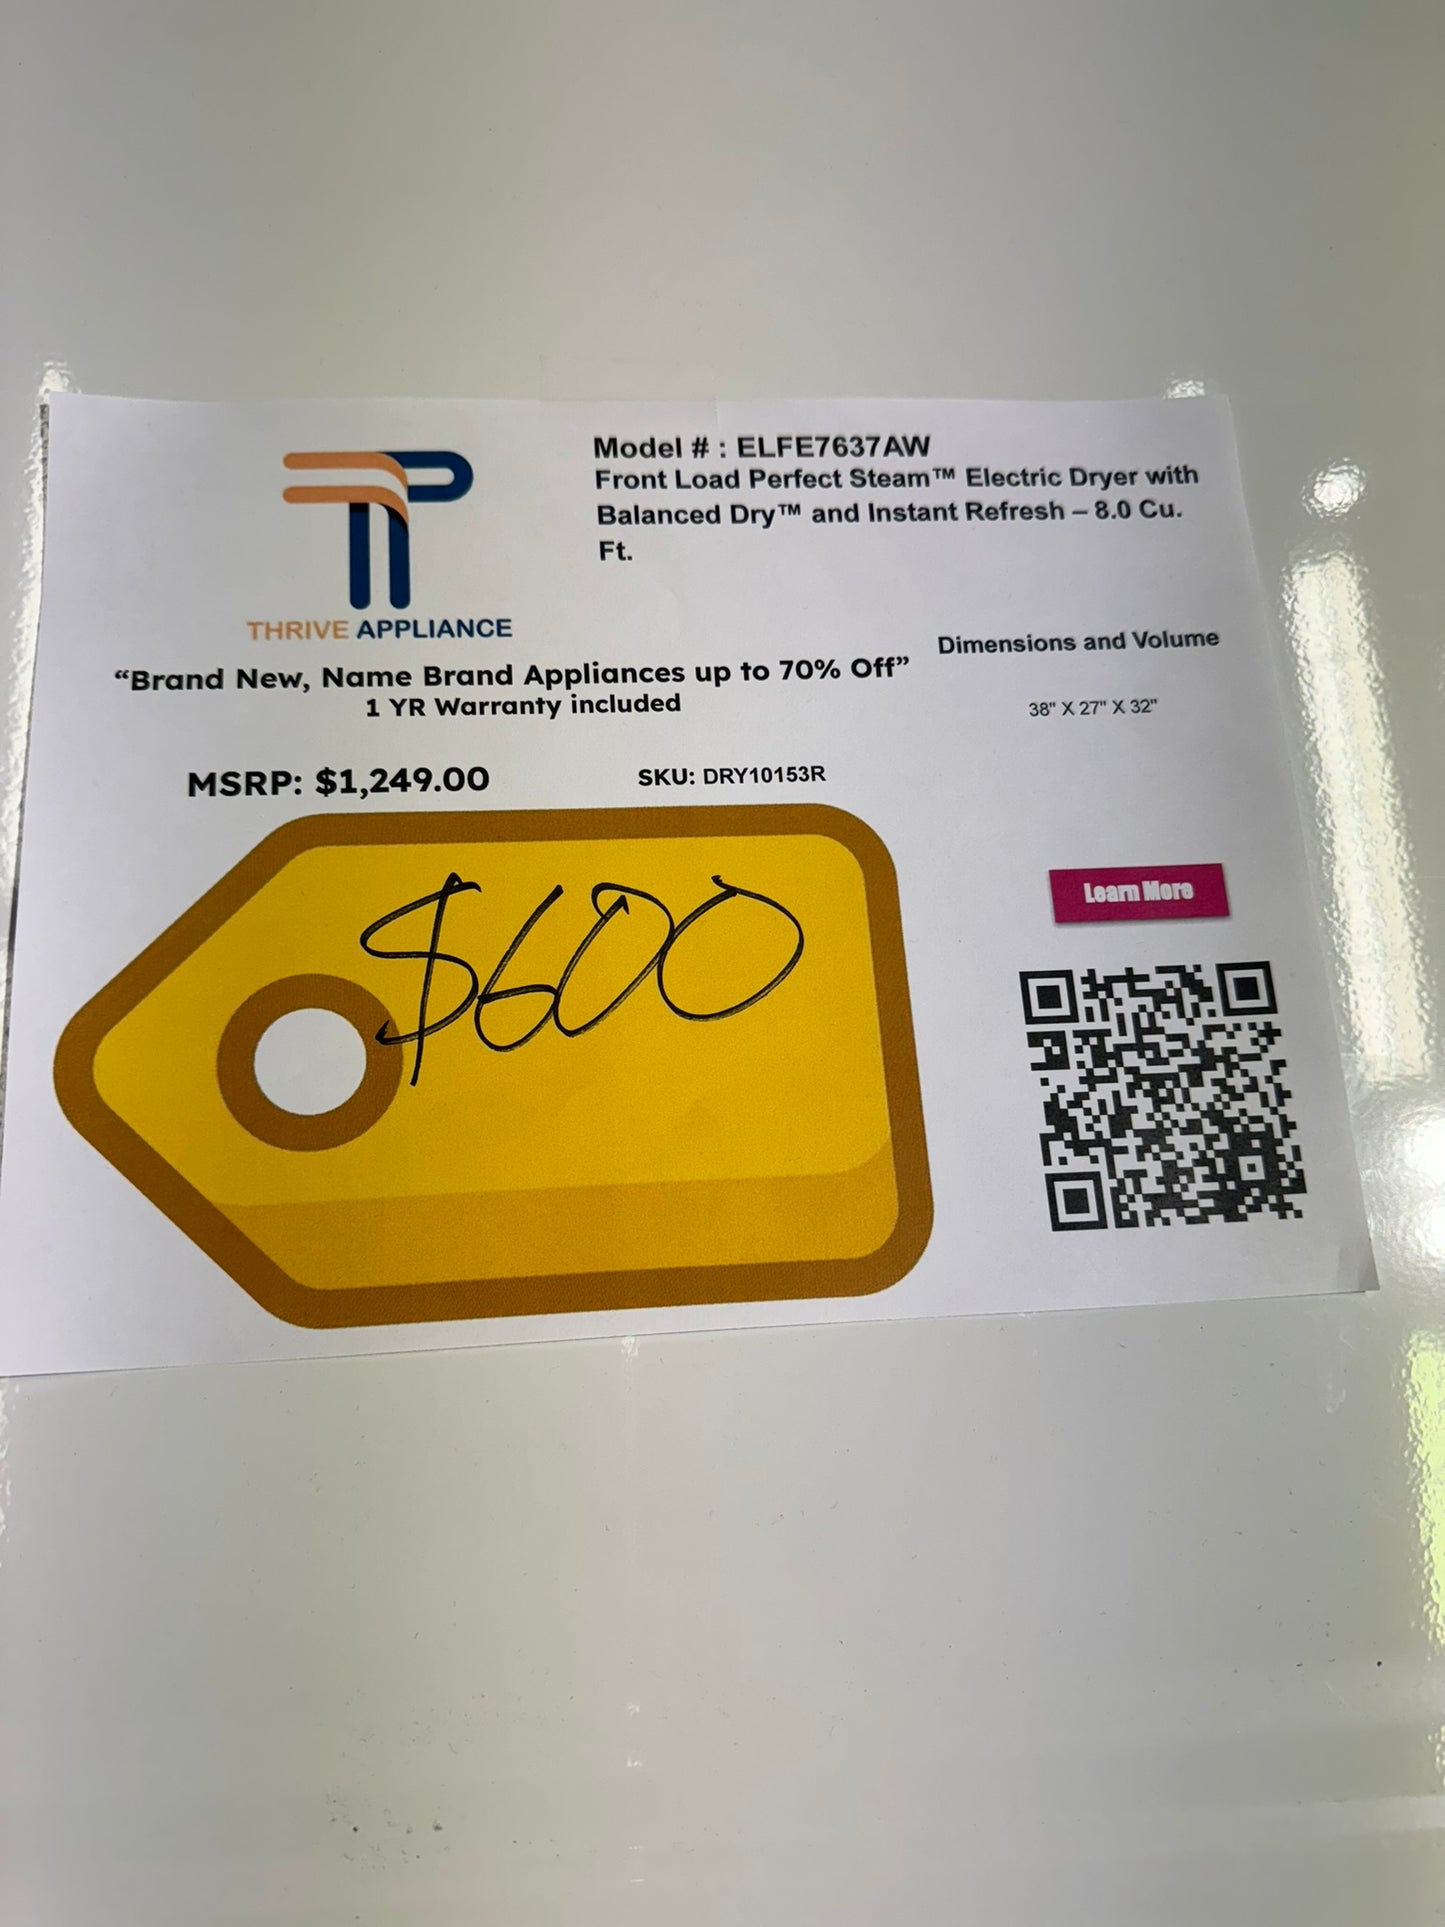 Model # : ELFE7637AW
Front Load Perfect Steam™ Electric Dryer with
Balanced Dry™ and Instant Refresh – 8.0 Cu.
Ft.
THRIVE APPLIANCE
“Brand New, Name Brand Appliances up to 70% Off”
1 YR Warranty included
Dimensions and Volume
38" X 27" X 32"
MSRP: $1,249.00
SKU: DRY10153R
$600
Learn More